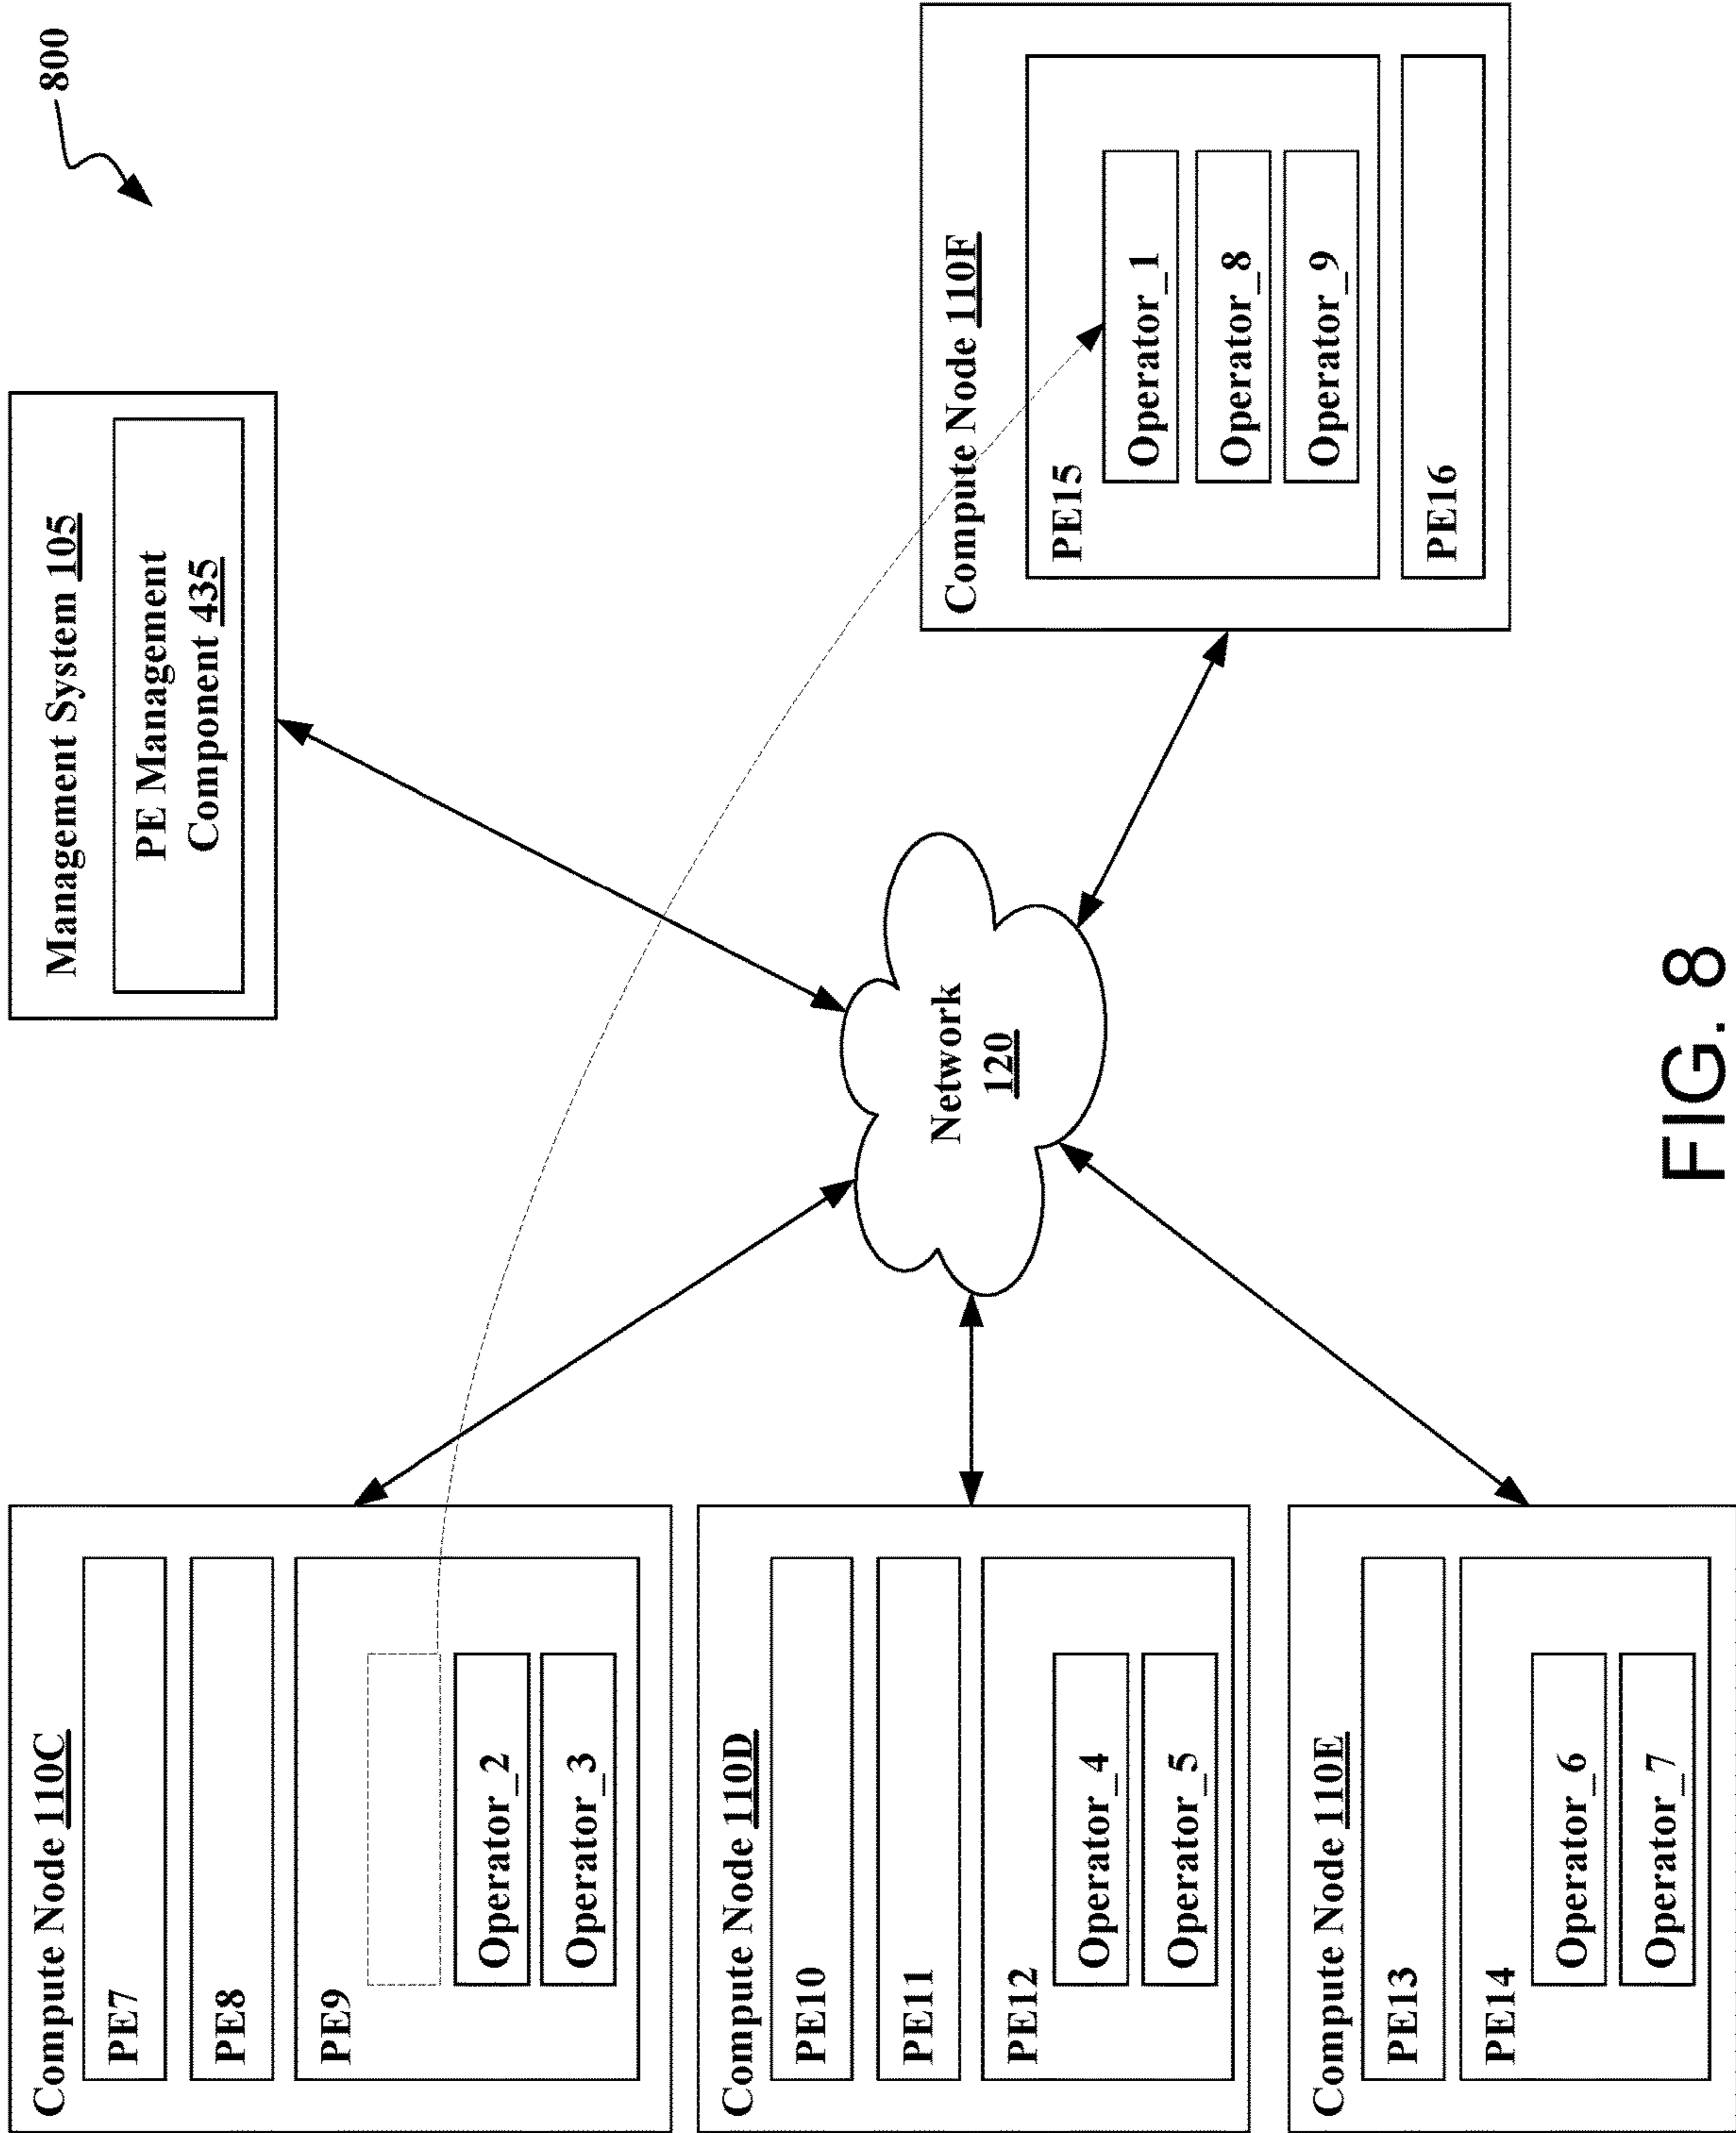 800
Compute Node 110C
PE7
PE8
PE9
Operator_2
Operator_3
Compute Node 110D
PE10
PE11
PE12
Operator_4
Operator_5
Compute Node 110E
PE13
PE14
Operator_6
Operator_7
Network
120
Management System 105
PE Management
Component 435
Compute Node 110F
PE15
Operator_1
Operator_8
Operator_9
PE16
FIG. 8